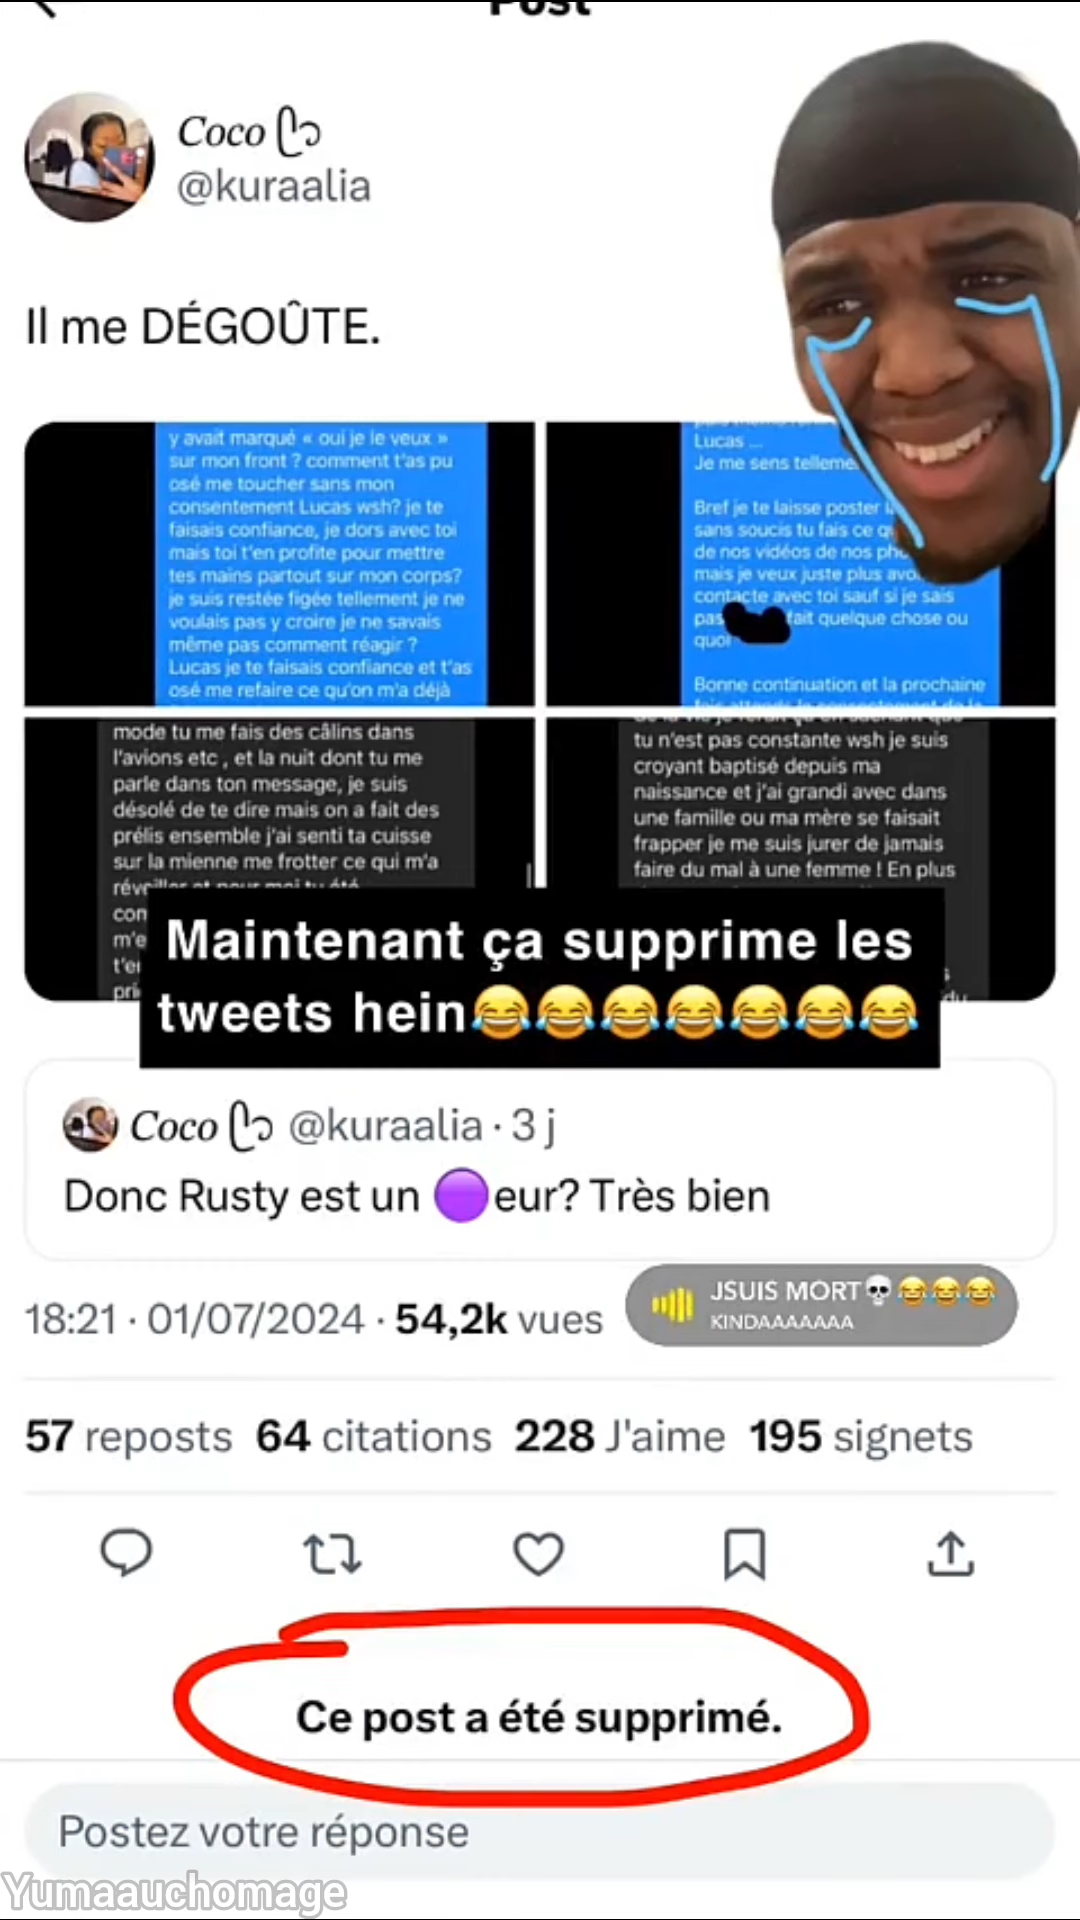 Post
Coco
@kuraalia
Il me DÉGOÛTE.
y avait marqué « oui je le veux »
sur mon front ? comment t'as pu
osé me toucher sans mon
consentement Lucas wsh? je te
faisais confiance, je dors avec toi
mais toi t'en profite pour mettre
tes mains partout sur mon corps?
je suis restée figée tellement je ne
voulais pas y croire je ne savais
même pas comment réagir ?
Lucas je te faisais confiance et t'as
osé me refaire ce qu'on m'a déjà
Lucas ...
Je me sens telleme
Bref je te laisse poster
sans soucis tu fais ce q
de nos vidéos de nos pho
mais je veux juste plus avo
contacte avec toi sauf si je sais
pas fait quelque chose ou
quoi
Bonne continuation et la prochaine
mode tu me fais des câlins dans
l'avions etc , et la nuit dont tu me
parle dans ton message, je suis
désolé de te dire mais on a fait des
prélis ensemble j'ai senti ta cuisse
sur la mienne me frotter ce qui m'a
con
m'e
t'e
pri
tu n'est pas constante wsh je suis
croyant baptisé depuis ma
naissance et j'ai grandi avec dans
une famille ou ma mère se faisait
frapper je me suis jurer de jamais
faire du mal à une femme ! En plus
Maintenant ça supprime les
tweets hein😂😂😂😂😂😂😂
Coco @kuraalia · 3 j
Donc Rusty est un 🟣eur? Très bien
18:21 · 01/07/2024 · 54,2k vues
JSUIS MORT💀😂😂😂
KINDAAAAAAA
57 reposts 64 citations 228 J'aime 195 signets
Ce post a été supprimé.
Postez votre réponse
Yumaauchomage